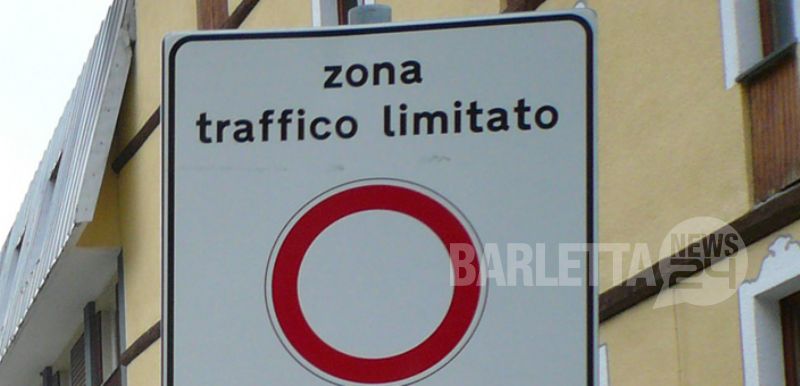 zona
traffico limitato
BARLETTA NEWS 24